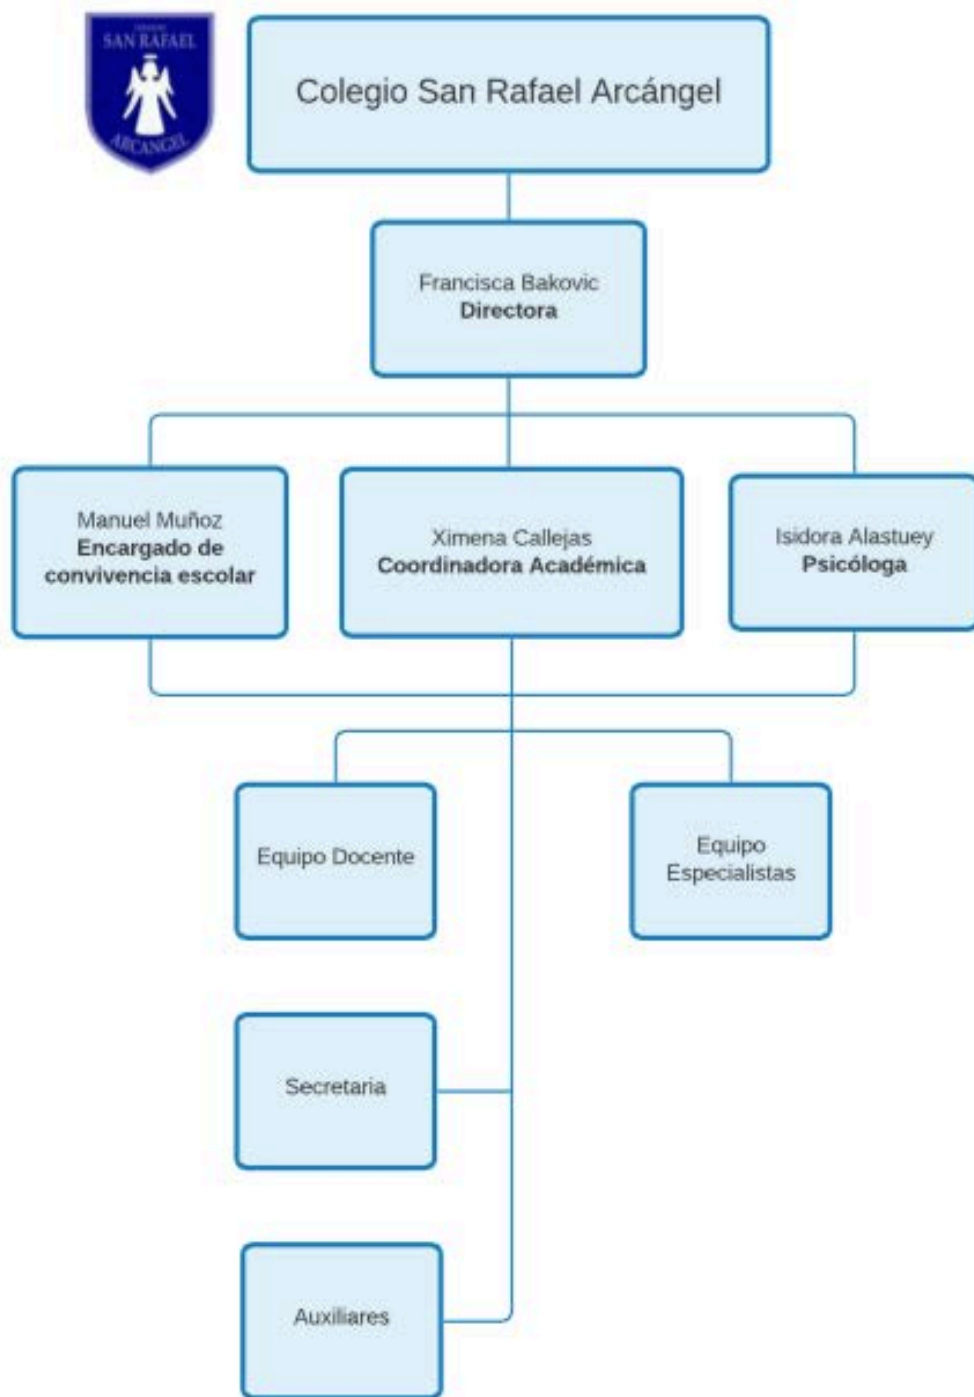 COLEGIO
SAN RAFAEL
ARCANGEL
Colegio San Rafael Arcángel
Francisca Bakovic
Directora
Manuel Muñoz
Encargado de
convivencia escolar
Ximena Callejas
Coordinadora Académica
Isidora Alastuey
Psicóloga
Equipo Docente
Equipo
Especialistas
Secretaria
Auxiliares